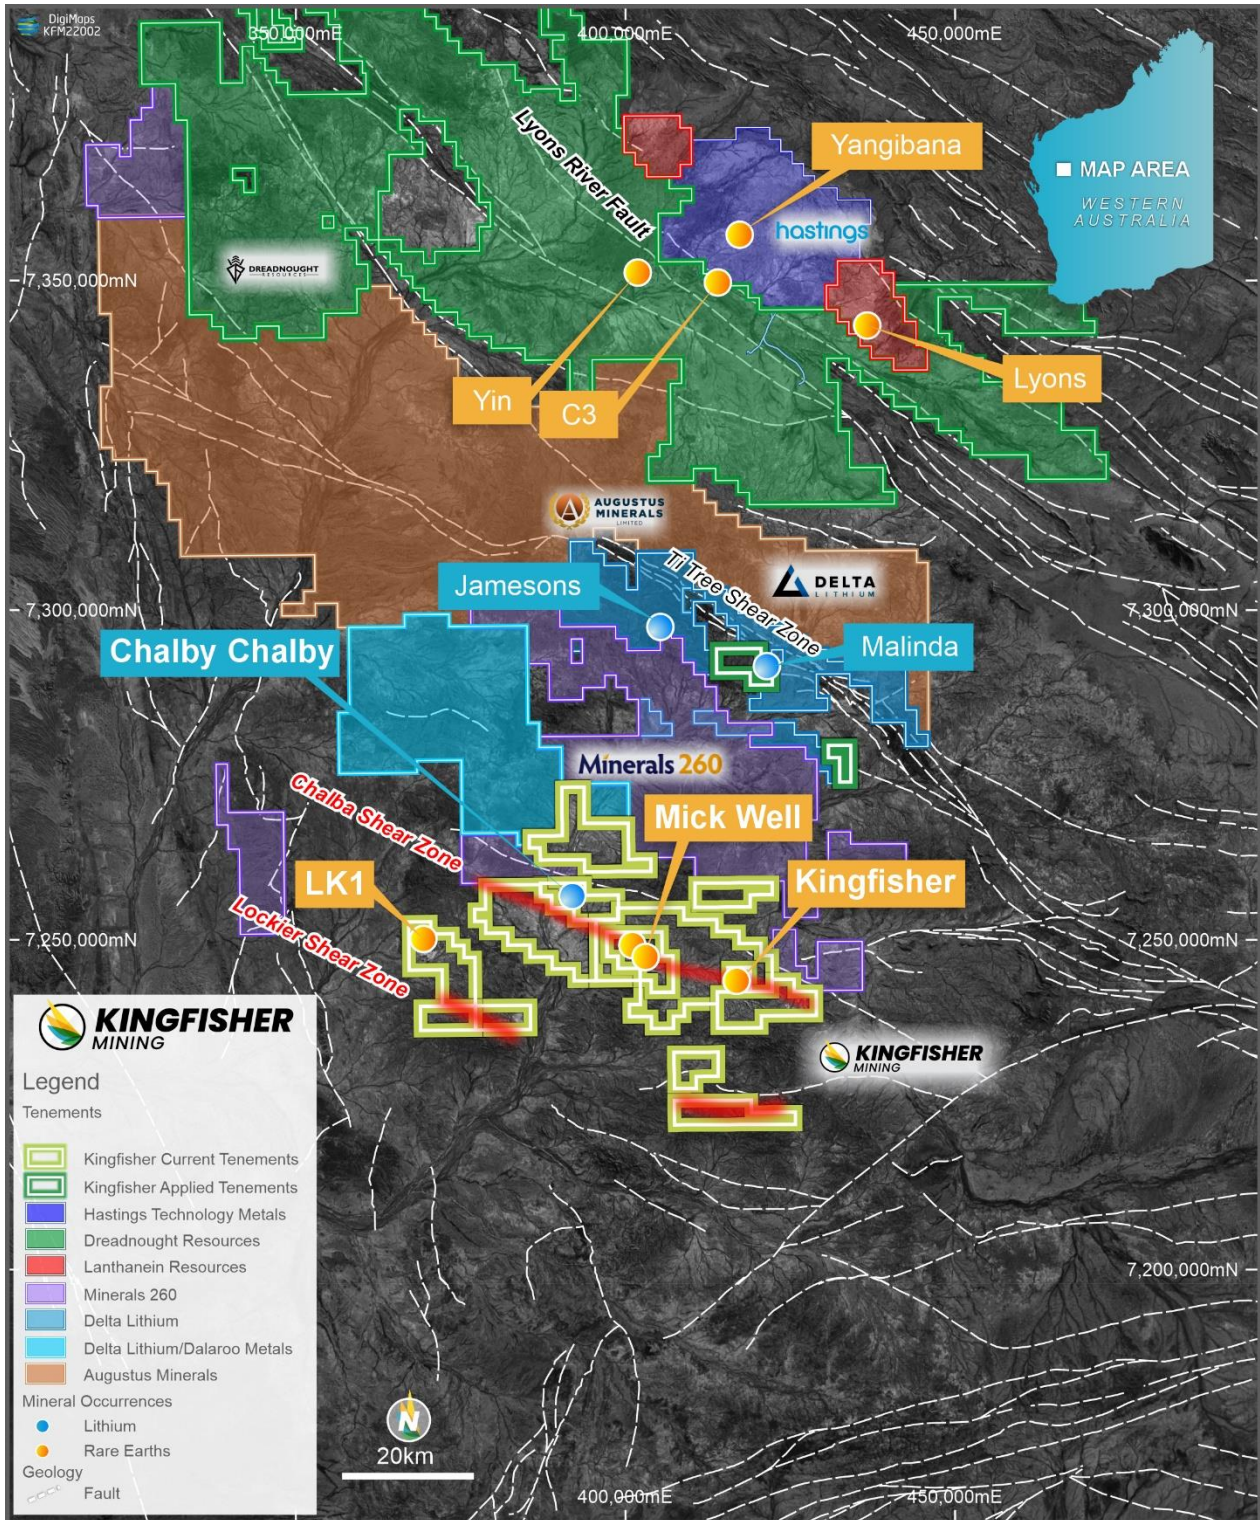 DigiMaps
KFM22002
350,000mE
400,000mE
450,000mE
Yangibana
MAP AREA
WESTERN
AUSTRALIA
Lyons River Fault
hastings
DREADNOUGHT
RESOURCES
7,350,000mN
7,350,000mN
Lyons
Yin
C3
AUGUSTUS
MINERALS
LIMITED
Ti Tree Shear Zone
DELTA
LITHIUM
Jamesons
7,300,000mN
7,300,000mN
Chalby Chalby
Malinda
Minerals 260
Chalba Shear Zone
Mick Well
LK1
Kingfisher
Lockier Shear Zone
7,250,000mN
7,250,000mN
KINGFISHER
MINING
KINGFISHER
MINING
Legend
Tenements
Kingfisher Current Tenements
Kingfisher Applied Tenements
Hastings Technology Metals
Dreadnought Resources
Lanthanein Resources
Minerals 260
Delta Lithium
Delta Lithium/Dalaroo Metals
Augustus Minerals
Mineral Occurrences
Lithium
Rare Earths
Geology
Fault
7,200,000mN
N
20km
400,000mE
450,000mE